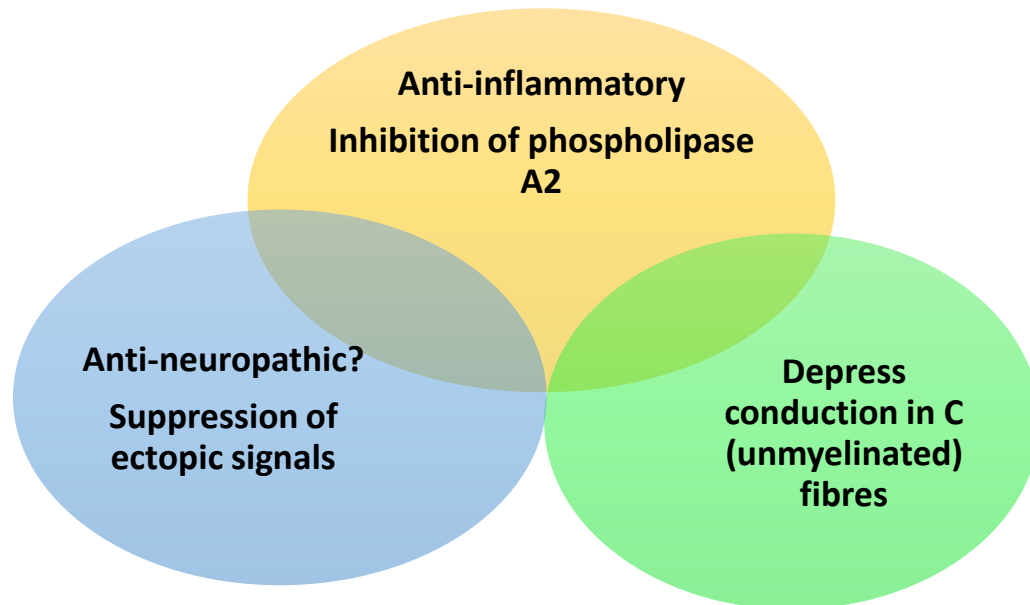 Anti-inflammatory
Inhibition of phospholipase
A2
Anti-neuropathic?
Suppression of
ectopic signals
Depress
conduction in C
(unmyelinated)
fibres